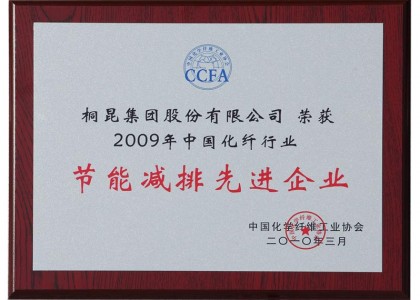 CCFA
桐昆集团股份有限公司 荣获
2009年中国化纤行业
节能减排先进企业
中国化学纤维工业协会
二〇一〇年三月